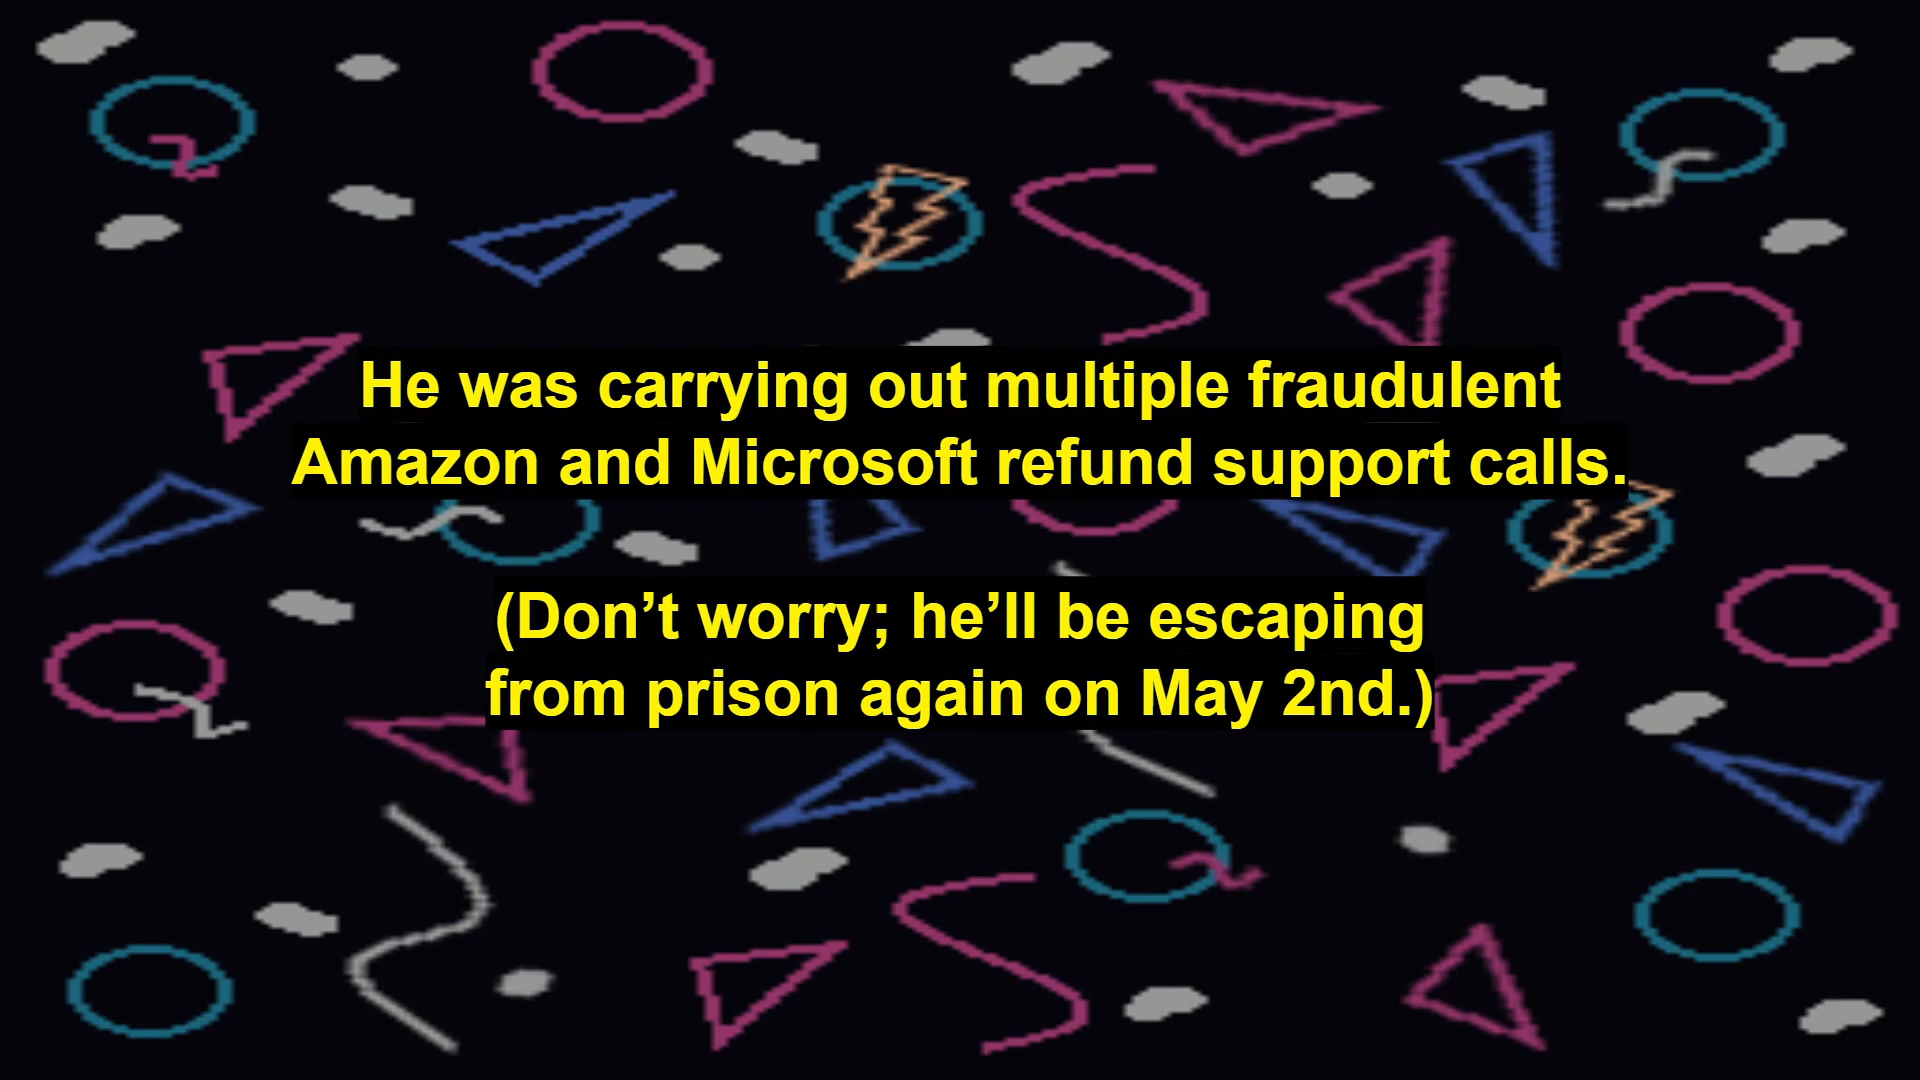 He was carrying out multiple fraudulent
Amazon and Microsoft refund support calls.
(Don’t worry; he’ll be escaping
from prison again on May 2nd.)